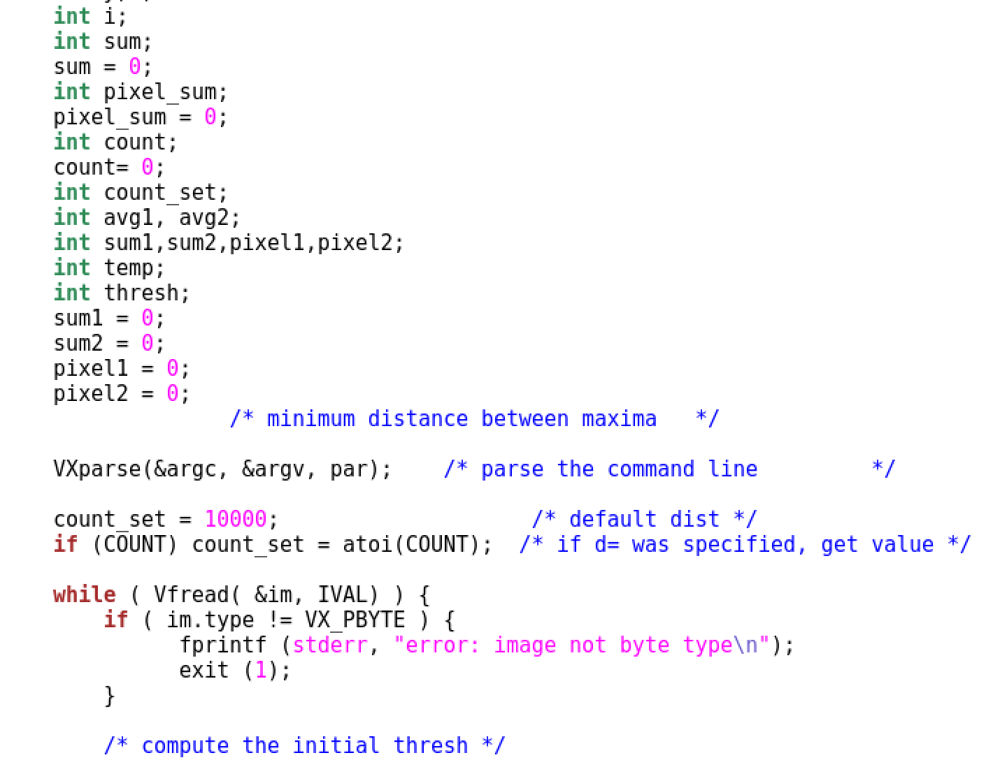 int i;
int sum;
sum = 0;
int pixel_sum;
pixel_sum = 0;
int count;
count= 0;
int count_set;
int avg1, avg2;
int sum1,sum2,pixel1,pixel2;
int temp;
int thresh;
sum1 = 0;
sum2 = 0;
pixel1 = 0;
pixel2 = 0;
/* minimum distance between maxima   */
VXparse(&argc, &argv, par);    /* parse the command line         */
count_set = 10000;                    /* default dist */
if (COUNT) count_set = atoi(COUNT);  /* if d= was specified, get value */
while ( Vfread( &im, IVAL) ) {
if ( im.type != VX_PBYTE ) {
fprintf (stderr, "error: image not byte type\n");
exit (1);
}
/* compute the initial thresh */